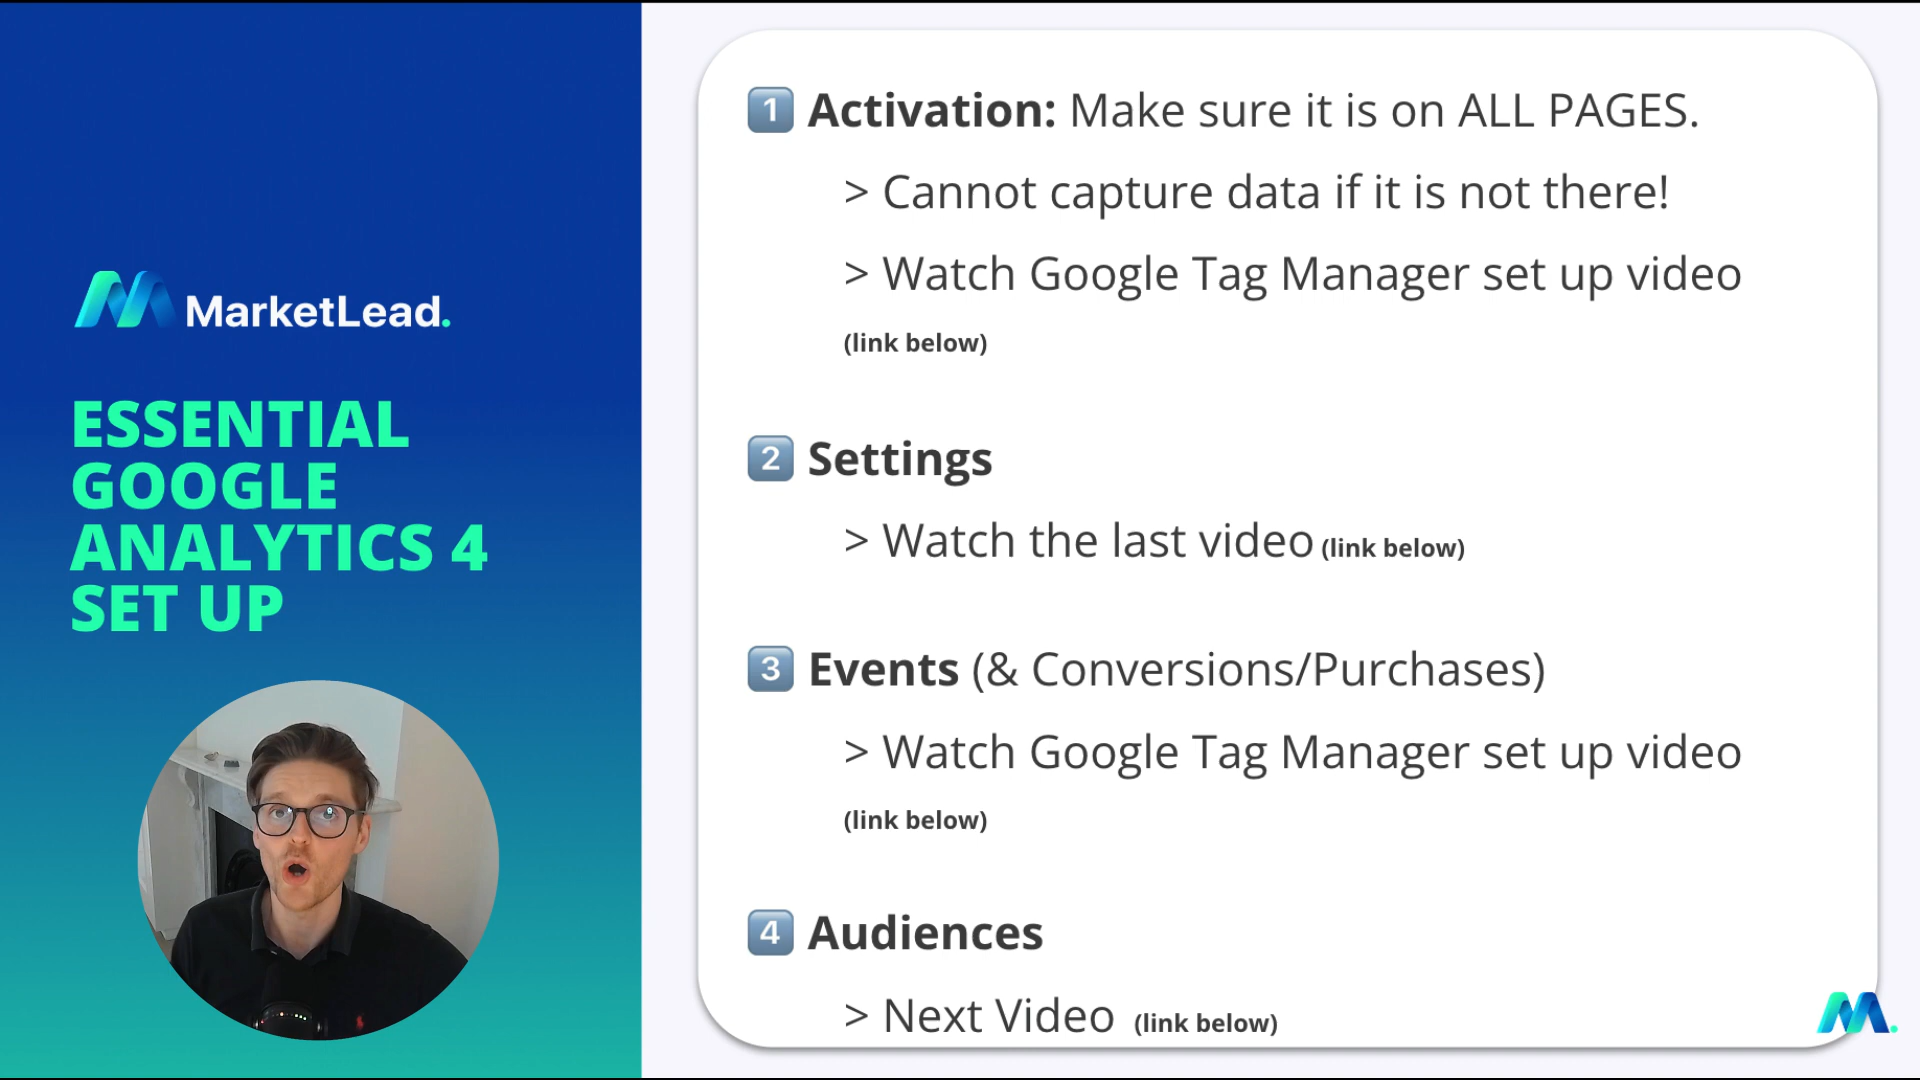 MarketLead.
ESSENTIAL
GOOGLE
ANALYTICS 4
SET UP
1 Activation: Make sure it is on ALL PAGES.
> Cannot capture data if it is not there!
> Watch Google Tag Manager set up video
(link below)
2 Settings
> Watch the last video (link below)
3 Events (& Conversions/Purchases)
> Watch Google Tag Manager set up video
(link below)
4 Audiences
> Next Video (link below)